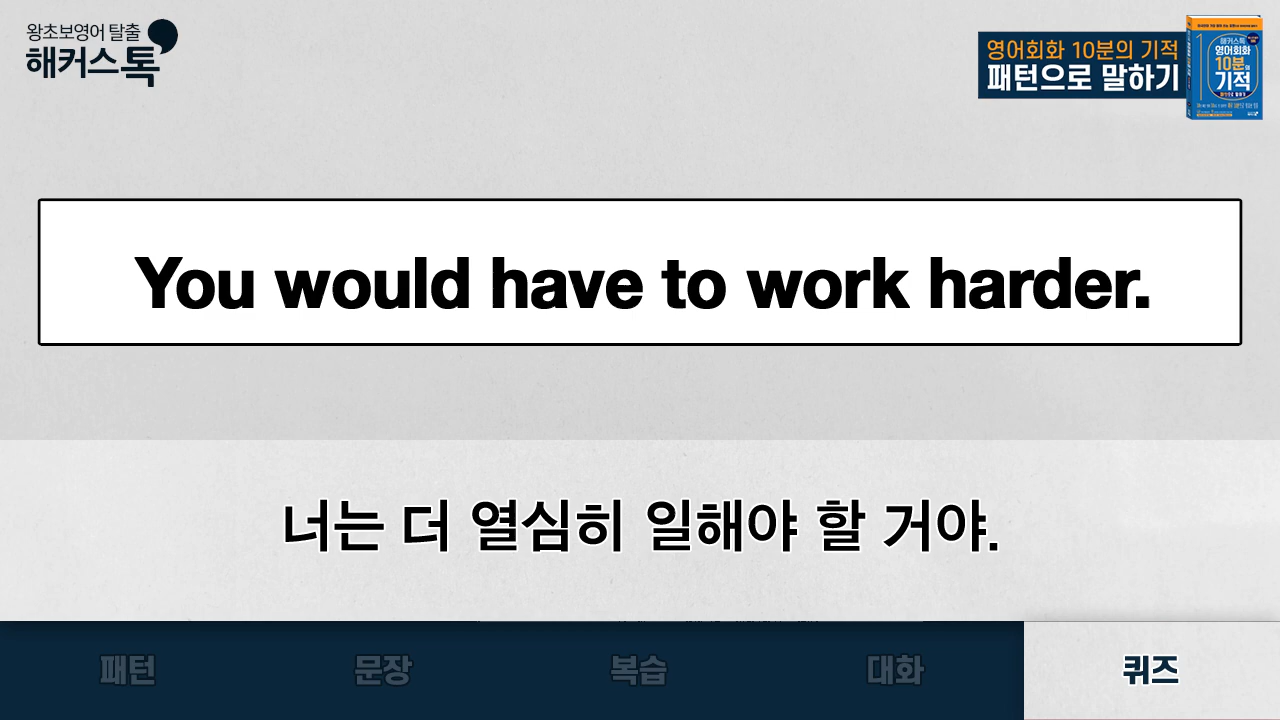 왕초보영어 탈출
해커스톡
영어회화 10분의 기적
패턴으로 말하기
해커스톡
영어회화
10분의
기적
You would have to work harder.
너는 더 열심히 일해야 할 거야.
패턴
문장
복습
대화
퀴즈